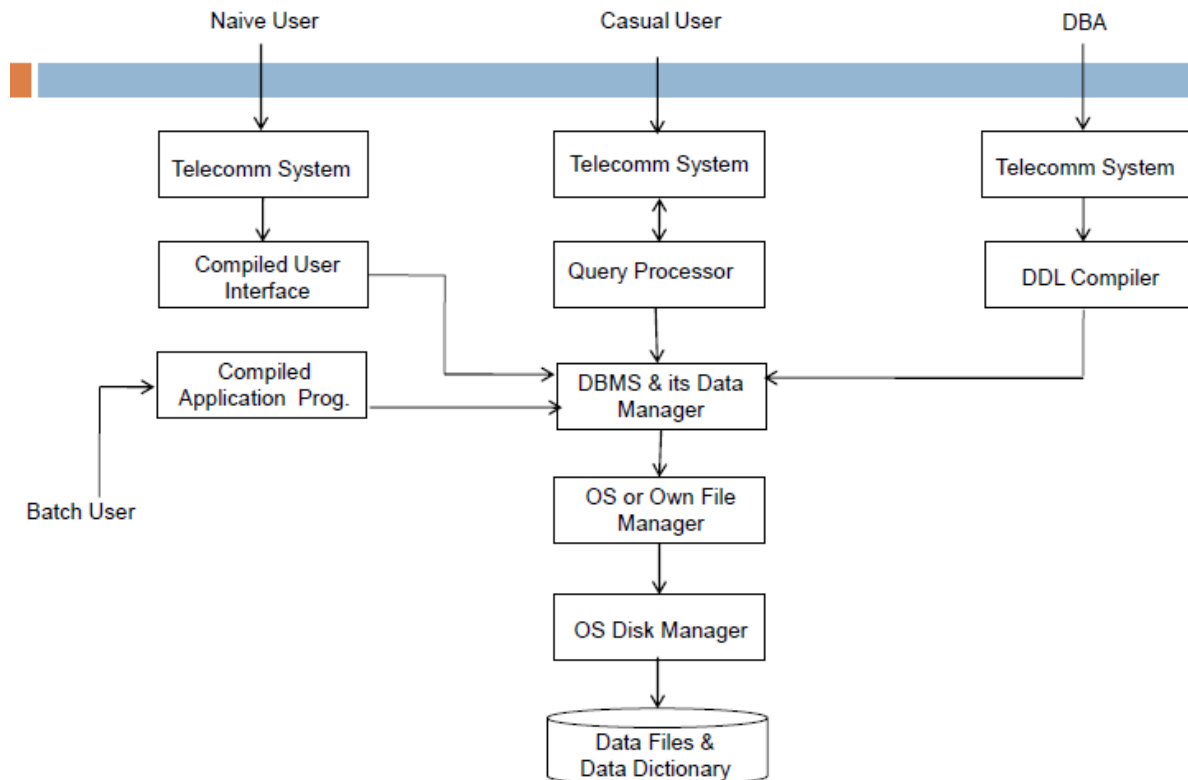 Naive User
Casual User
DBA
Telecomm System
Telecomm System
Telecomm System
Compiled User
Interface
Query Processor
DDL Compiler
Compiled
Application Prog.
DBMS & its Data
Manager
Batch User
OS or Own File
Manager
OS Disk Manager
Data Files &
Data Dictionary